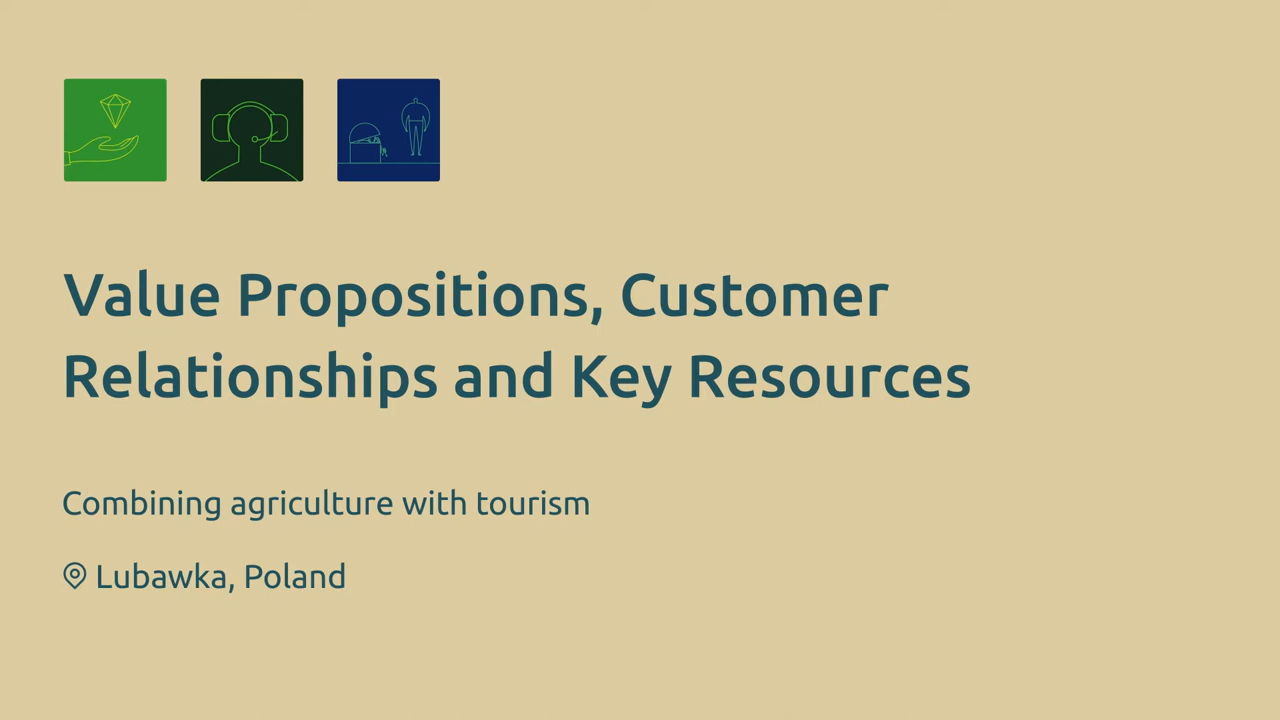 Value Propositions, Customer
Relationships and Key Resources
Combining agriculture with tourism
Lubawka, Poland